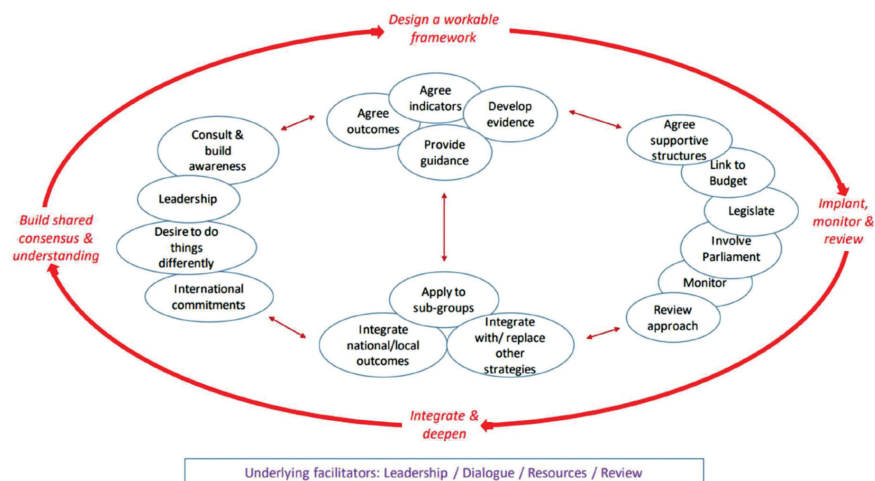 Design a workable
framework
Agree
indicators
Agree
outcomes
Develop
evidence
Provide
guidance
Consult &
build
awareness
Leadership
Desire to do
things
differently
International
commitments
Build shared
consensus &
understanding
Agree
supportive
structures
Link to
Budget
Legislate
Involve
Parliament
Monitor
Review
approach
Implant,
monitor &
review
Apply to
sub-groups
Integrate
national/local
outcomes
Integrate
with/ replace
other
strategies
Integrate &
deepen
Underlying facilitators: Leadership / Dialogue / Resources / Review